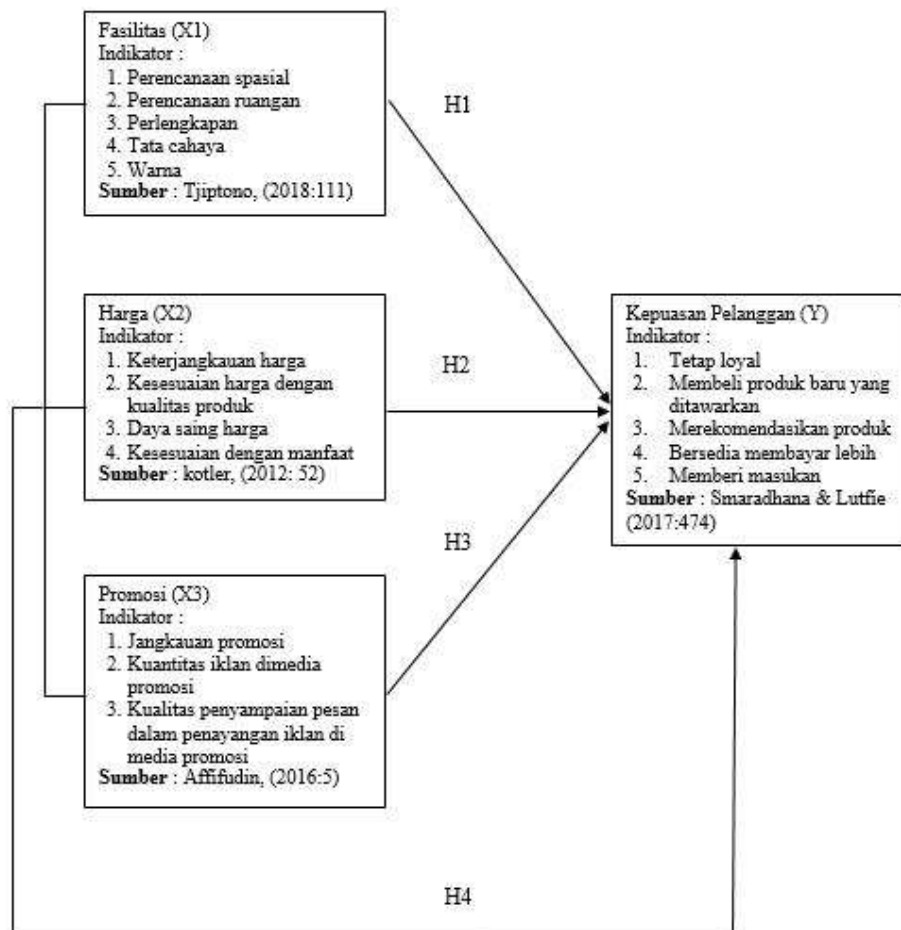 Fasilitas (X1)
Indikator :
1. Perencanaan spasial
2. Perencanaan ruangan
3. Perlengkapan
4. Tata cahaya
5. Warna
Sumber : Tjiptono, (2018:111)
H1
Harga (X2)
Indikator :
1. Keterjangkauan harga
2. Kesesuaian harga dengan
kualitas produk
3. Daya saing harga
4. Kesesuaian dengan manfaat
Sumber : kotler, (2012: 52)
H2
Kepuasan Pelanggan (Y)
Indikator :
1. Tetap loyal
2. Membeli produk baru yang
ditawarkan
3. Merekomendasikan produk
4. Bersedia membayar lebih
5. Memberi masukan
Sumber : Smaradhana & Lutfie
(2017:474)
H3
Promosi (X3)
Indikator :
1. Jangkauan promosi
2. Kuantitas iklan dimedia
promosi
3. Kualitas penyampaian pesan
dalam penayangan iklan di
media promosi
Sumber : Affifudin, (2016:5)
H4